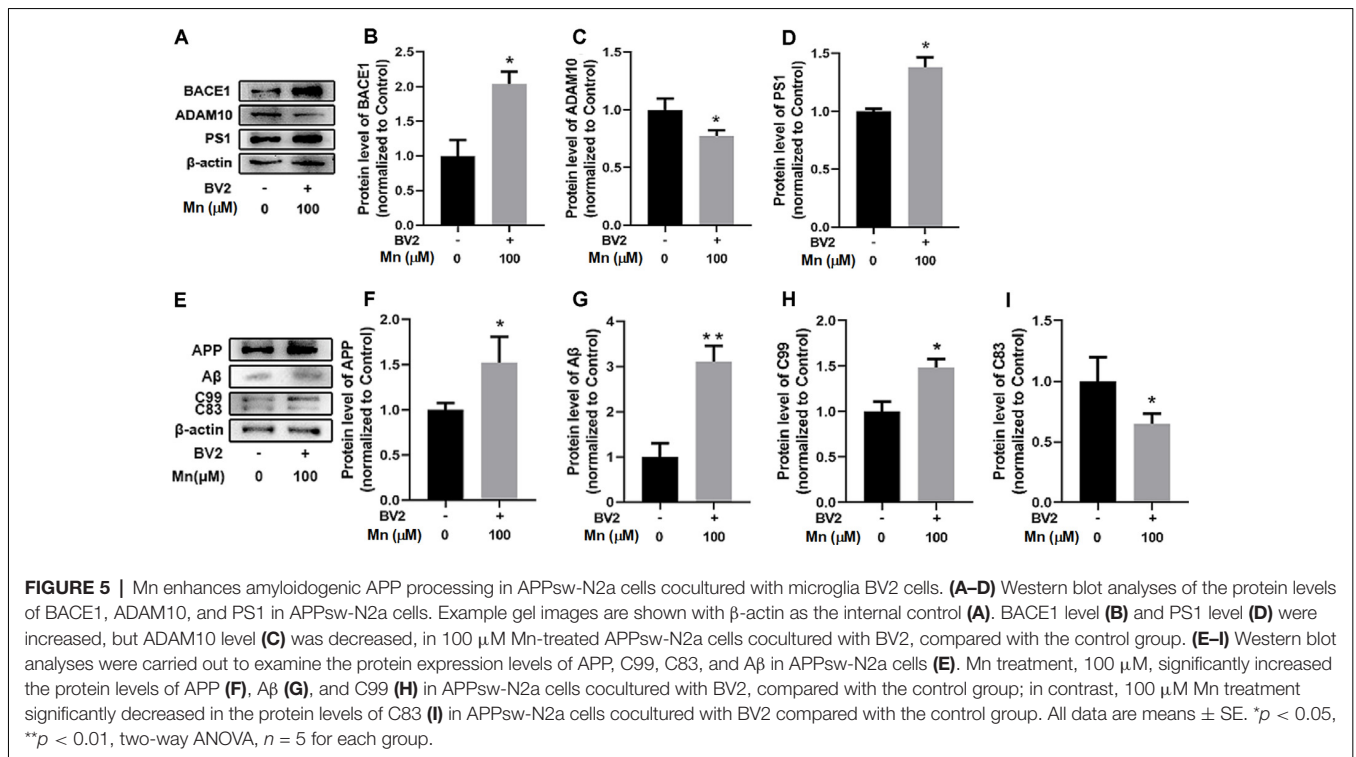 A
BACE1
ADAM10
PS1
β-actin
BV2 - +
Mn (μM) 0 100
B
Protein level of BACE1
(normalized to Control)
2.5
2.0
1.5
1.0
0.5
0.0
*
BV2 - +
Mn (μM) 0 100
C
Protein level of ADAM10
(normalized to Control)
1.5
1.0
0.5
0.0
*
BV2 - +
Mn (μM) 0 100
D
Protein level of PS1
(normalized to Control)
1.5
1.0
0.5
0.0
*
BV2 - +
Mn (μM) 0 100
E
APP
Aβ
C99
C83
β-actin
BV2 - +
Mn(μM) 0 100
F
Protein level of APP
(normalized to Control)
2.0
1.5
1.0
0.5
0.0
*
BV2 - +
Mn (μM) 0 100
G
Protein level of Aβ
(normalized to Control)
4
3
2
1
0
**
BV2 - +
Mn (μM) 0 100
H
Protein level of C99
(normalized to Control)
2.0
1.5
1.0
0.5
0.0
*
BV2 - +
Mn (μM) 0 100
I
Protein level of C83
(normalized to Control)
1.5
1.0
0.5
0.0
*
BV2 - +
Mn (μM) 0 100
FIGURE 5 | Mn enhances amyloidogenic APP processing in APPsw-N2a cells cocultured with microglia BV2 cells. (A–D) Western blot analyses of the protein levels
of BACE1, ADAM10, and PS1 in APPsw-N2a cells. Example gel images are shown with β-actin as the internal control (A). BACE1 level (B) and PS1 level (D) were
increased, but ADAM10 level (C) was decreased, in 100 μM Mn-treated APPsw-N2a cells cocultured with BV2, compared with the control group. (E–I) Western blot
analyses were carried out to examine the protein expression levels of APP, C99, C83, and Aβ in APPsw-N2a cells (E). Mn treatment, 100 μM, significantly increased
the protein levels of APP (F), Aβ (G), and C99 (H) in APPsw-N2a cells cocultured with BV2, compared with the control group; in contrast, 100 μM Mn treatment
significantly decreased in the protein levels of C83 (I) in APPsw-N2a cells cocultured with BV2 compared with the control group. All data are means ± SE. *p < 0.05,
**p < 0.01, two-way ANOVA, n = 5 for each group.